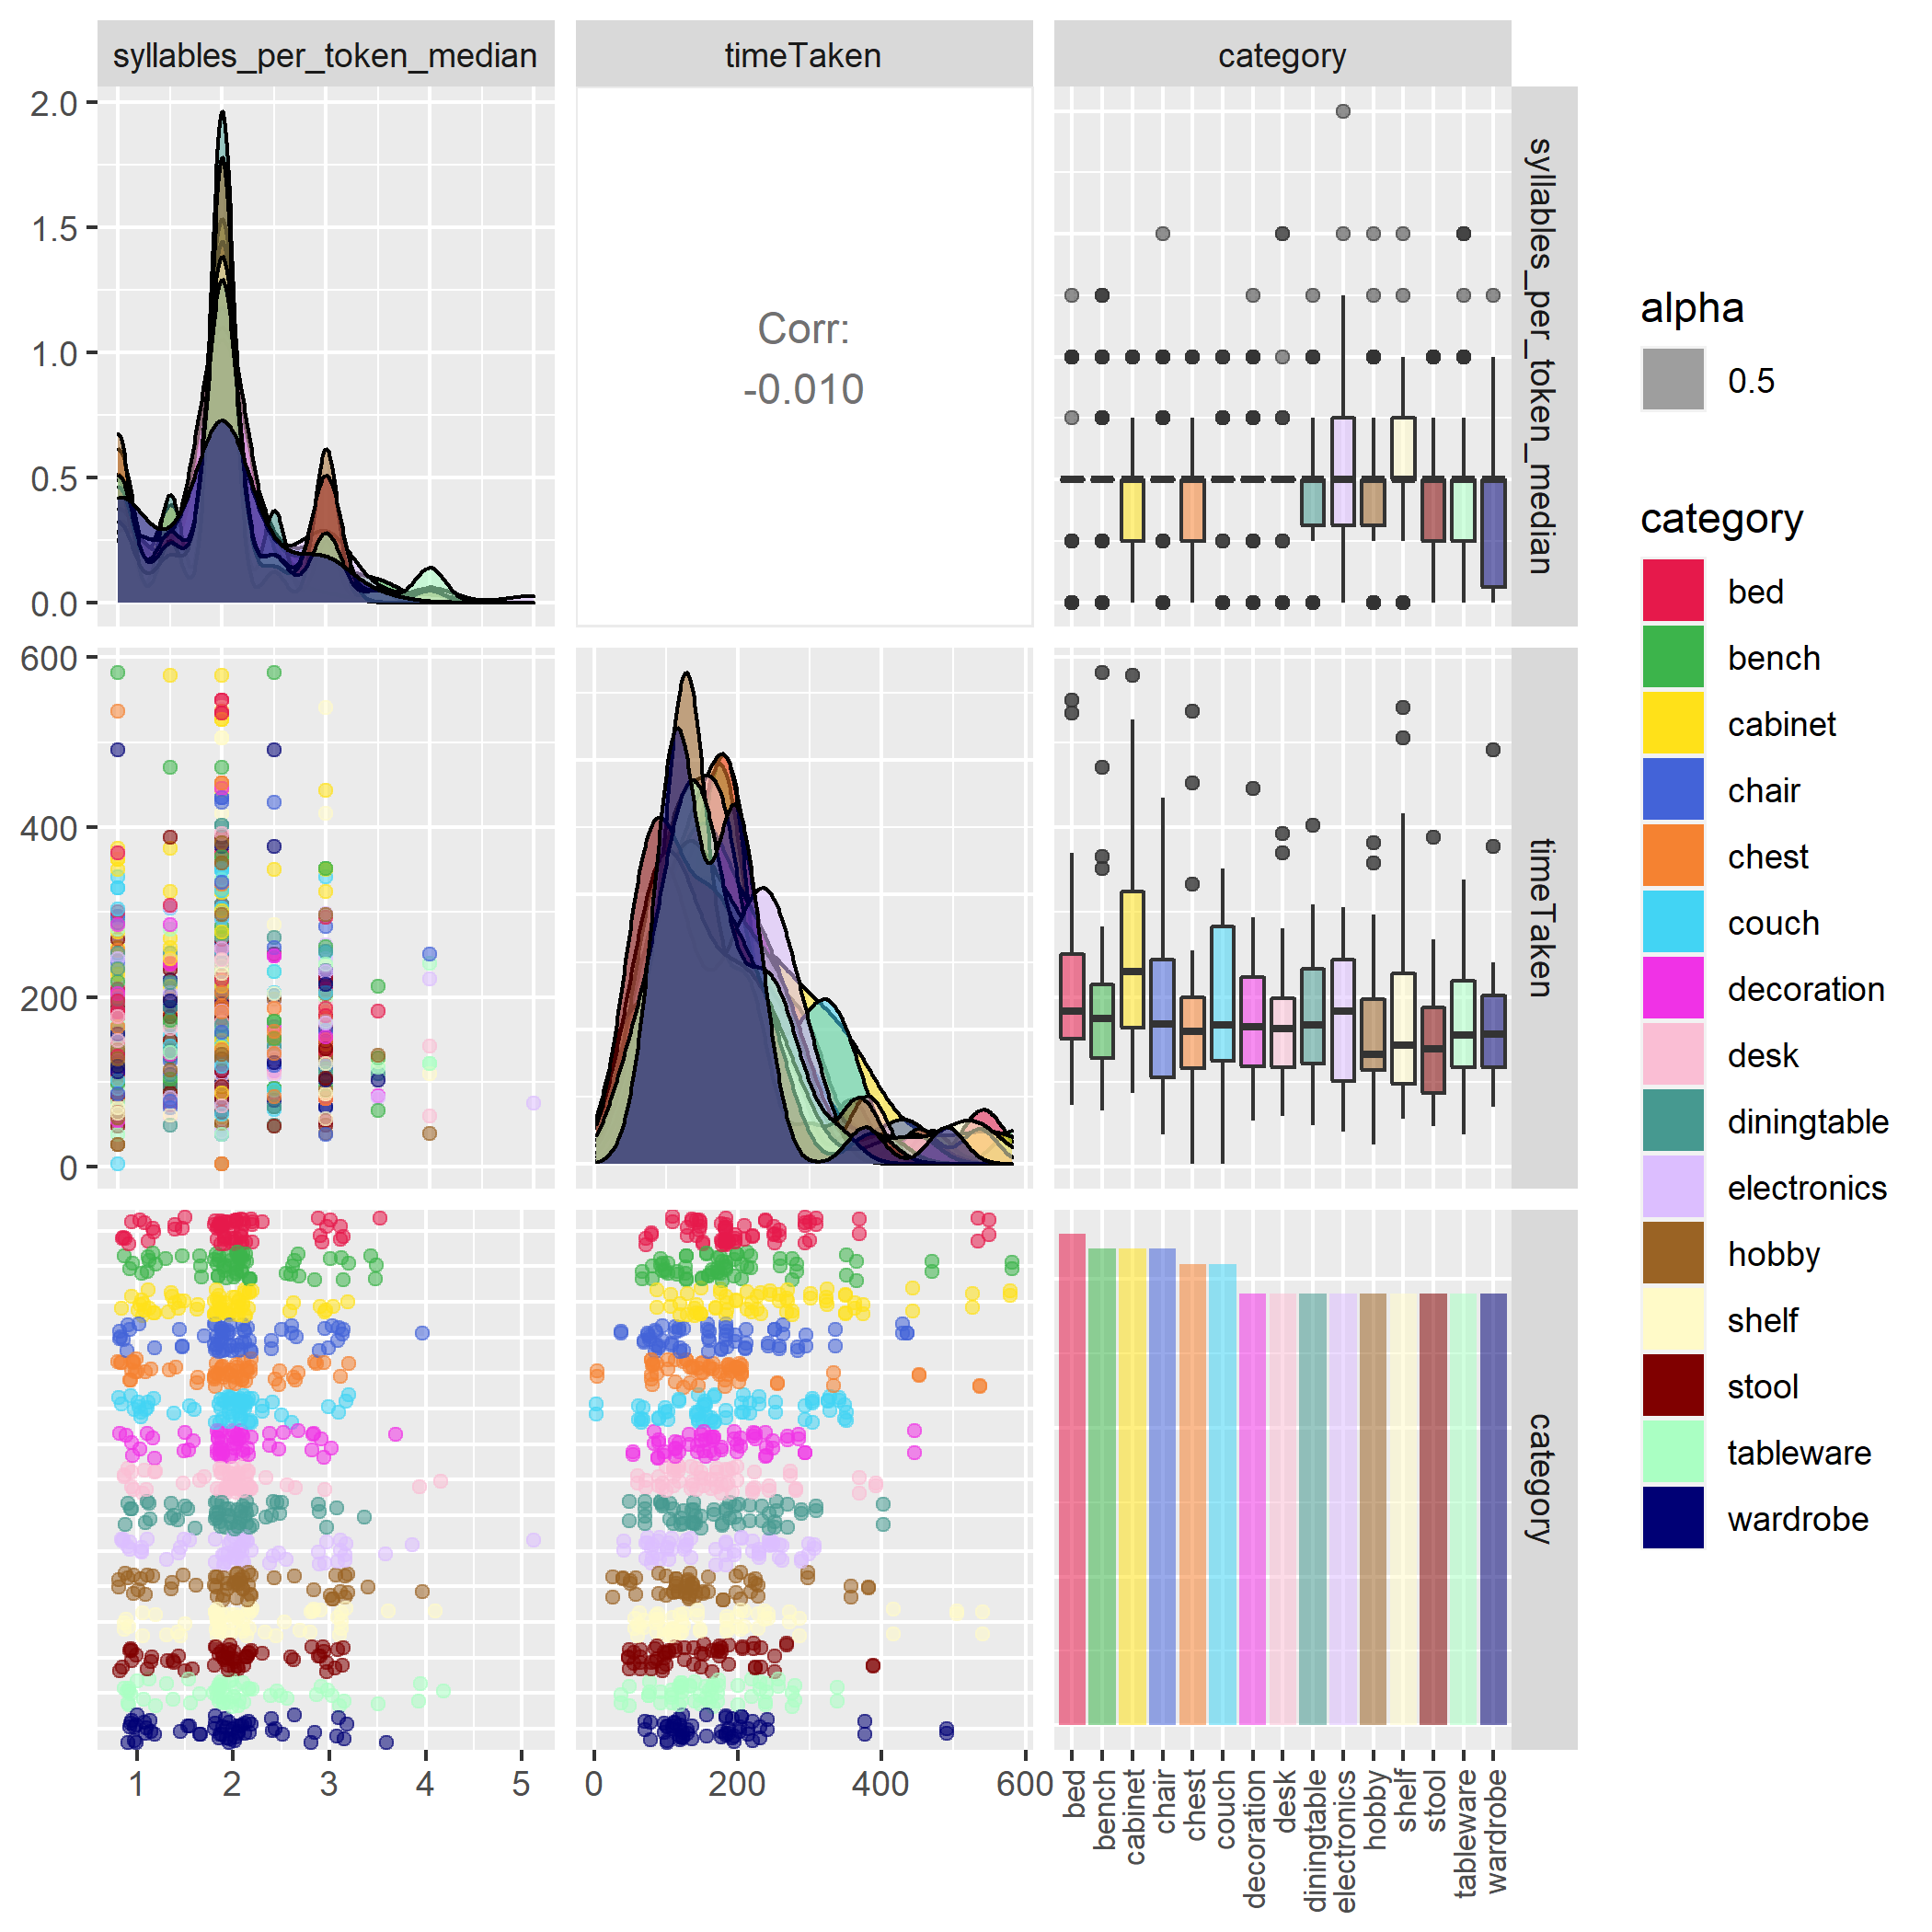 syllables_per_token_median
timeTaken
category
2.0
1.5
1.0
0.5
0.0
Corr:
-0.010
syllables_per_token_median
600
400
200
0
timeTaken
category
1
2
3
4
5
0
200
400
600
bed
bench
cabinet
chair
chest
couch
decoration
desk
diningtable
electronics
hobby
shelf
stool
tableware
wardrobe
alpha
0.5
category
bed
bench
cabinet
chair
chest
couch
decoration
desk
diningtable
electronics
hobby
shelf
stool
tableware
wardrobe